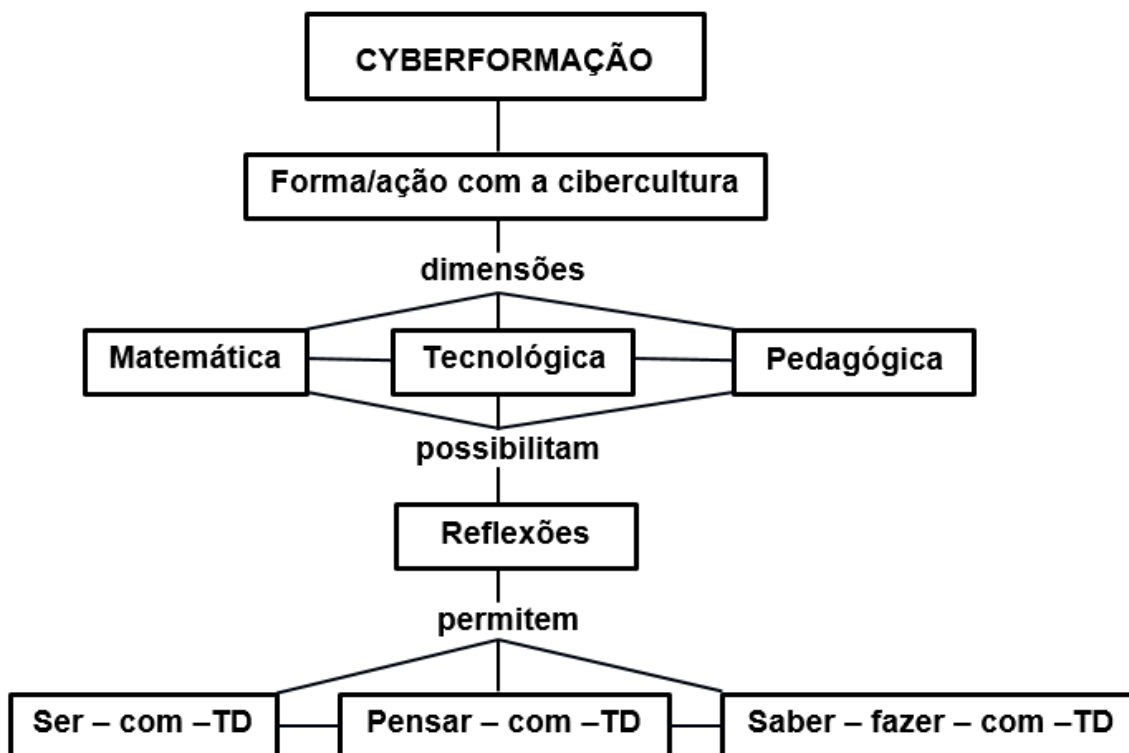 CYBERFORMAÇÃO
Forma/ação com a cibercultura
dimensões
Matemática
Tecnológica
Pedagógica
possibilitam
Reflexões
permitem
Ser – com –TD
Pensar – com –TD
Saber – fazer – com –TD